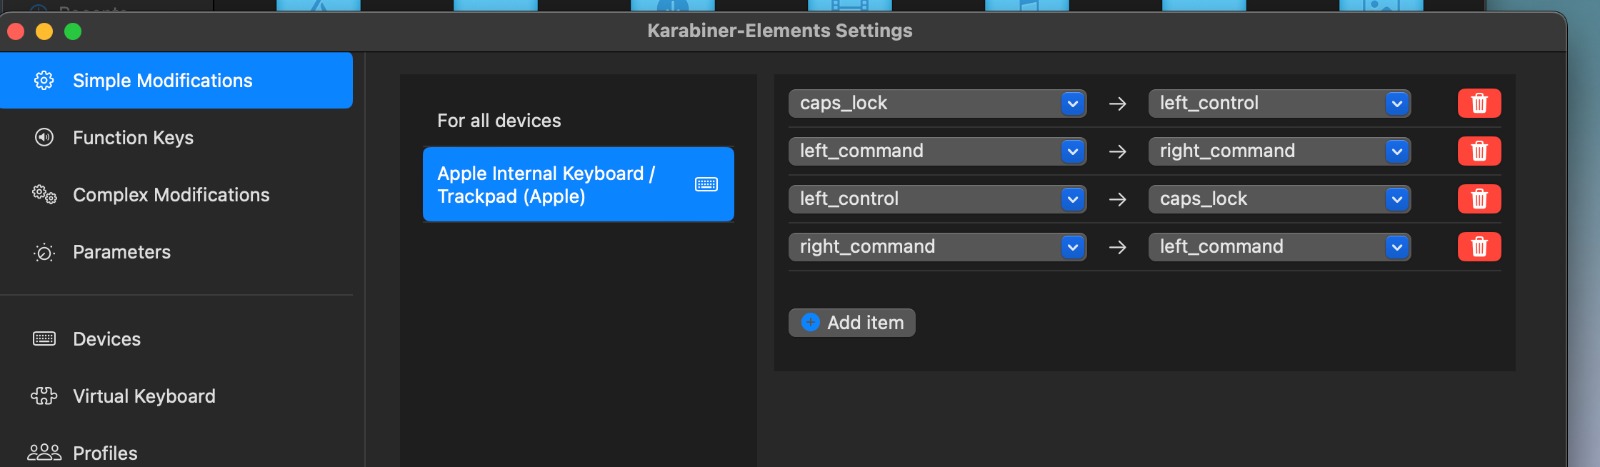 Recents
Karabiner-Elements Settings
Simple Modifications
Function Keys
Complex Modifications
Parameters
Devices
Virtual Keyboard
Profiles
For all devices
Apple Internal Keyboard /
Trackpad (Apple)
caps_lock → left_control
left_command → right_command
left_control → caps_lock
right_command → left_command
Add item